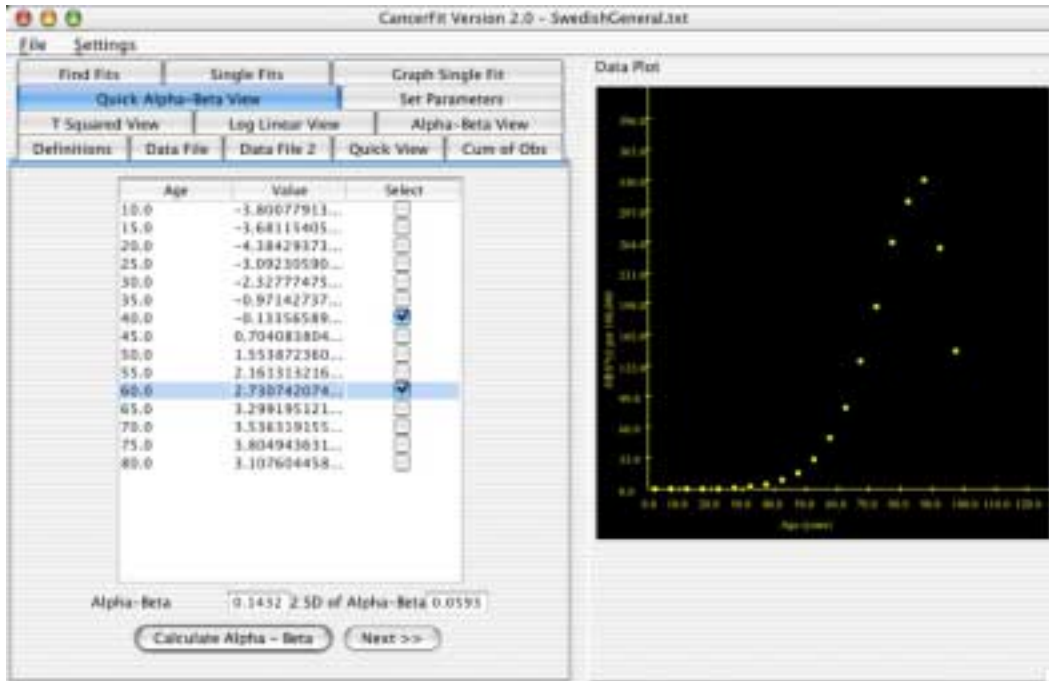 CancerFit Version 2.0 - SwedishGeneral.txt
File Settings
Find Fits Single Fits Graph Single Fit
Quick Alpha-Beta View Set Parameters
T Squared View Log Linear View Alpha-Beta View
Definitions Data File Data File 2 Quick View Cum of Obs
Age Value Select
10.0 -3.80077913...
15.0 -3.68115405...
20.0 -4.38429373...
25.0 -3.09230590...
30.0 -2.32777475...
35.0 -0.97142737...
40.0 -0.13356589...
45.0 0.704083804...
50.0 1.553872360...
55.0 2.161313216...
60.0 2.730742074...
65.0 3.299195121...
70.0 3.536339155...
75.0 3.804943631...
80.0 3.107604458...
Alpha-Beta 0.1432 2 SD of Alpha-Beta 0.0593
Calculate Alpha - Beta Next >>
Data Plot
0.0
Age (years)